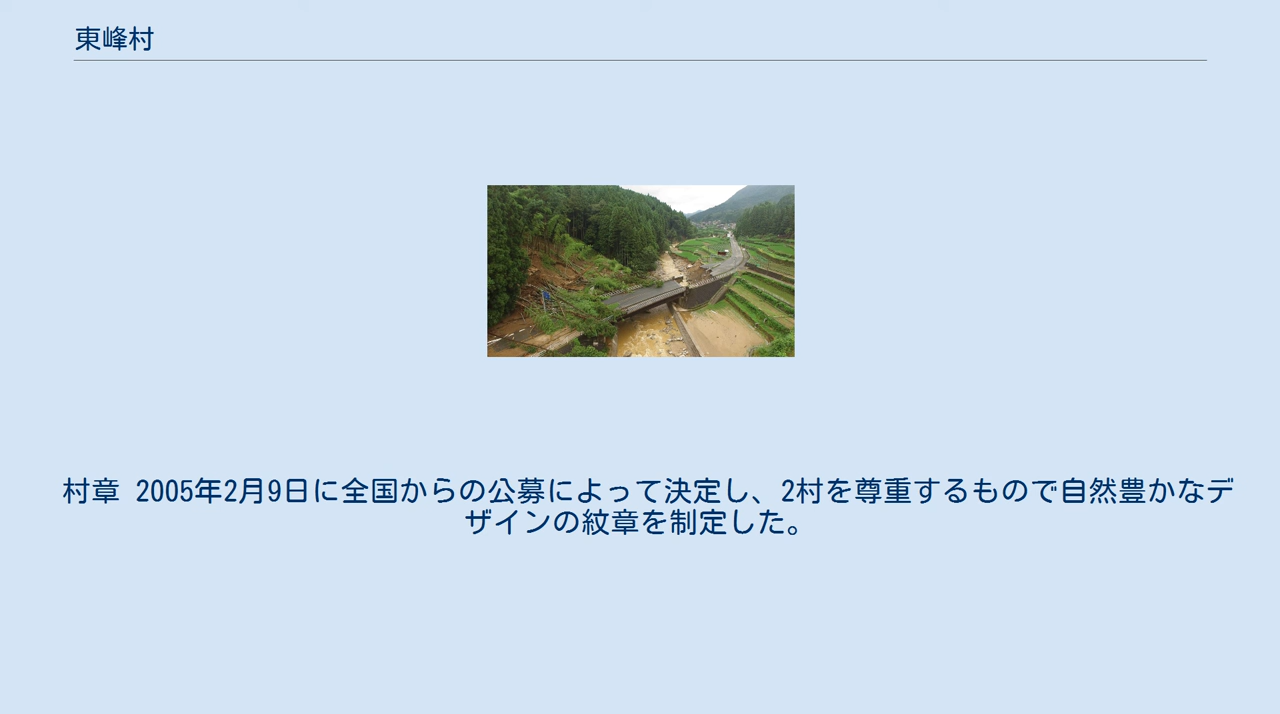 東峰村
村章 2005年2月9日に全国からの公募によって決定し、2村を尊重するもので自然豊かなデ
ザインの紋章を制定した。